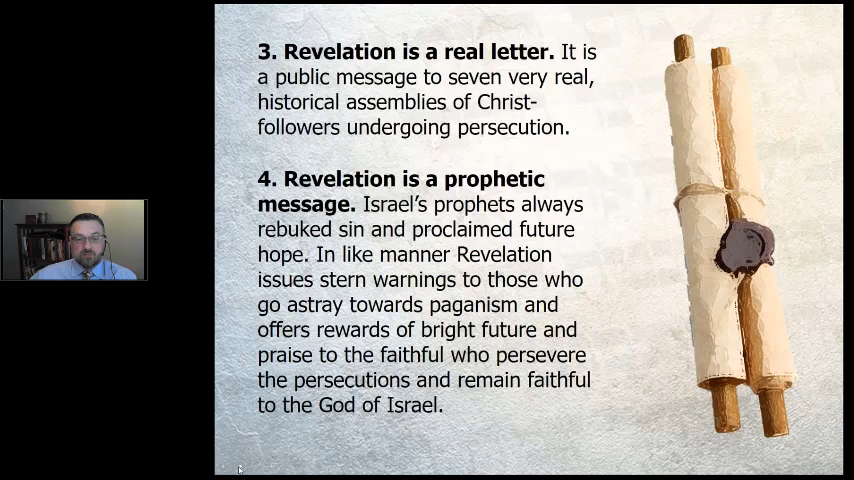 3. Revelation is a real letter. It is
a public message to seven very real,
historical assemblies of Christ-
followers undergoing persecution.
4. Revelation is a prophetic
message. Israel’s prophets always
rebuked sin and proclaimed future
hope. In like manner Revelation
issues stern warnings to those who
go astray towards paganism and
offers rewards of bright future and
praise to the faithful who persevere
the persecutions and remain faithful
to the God of Israel.